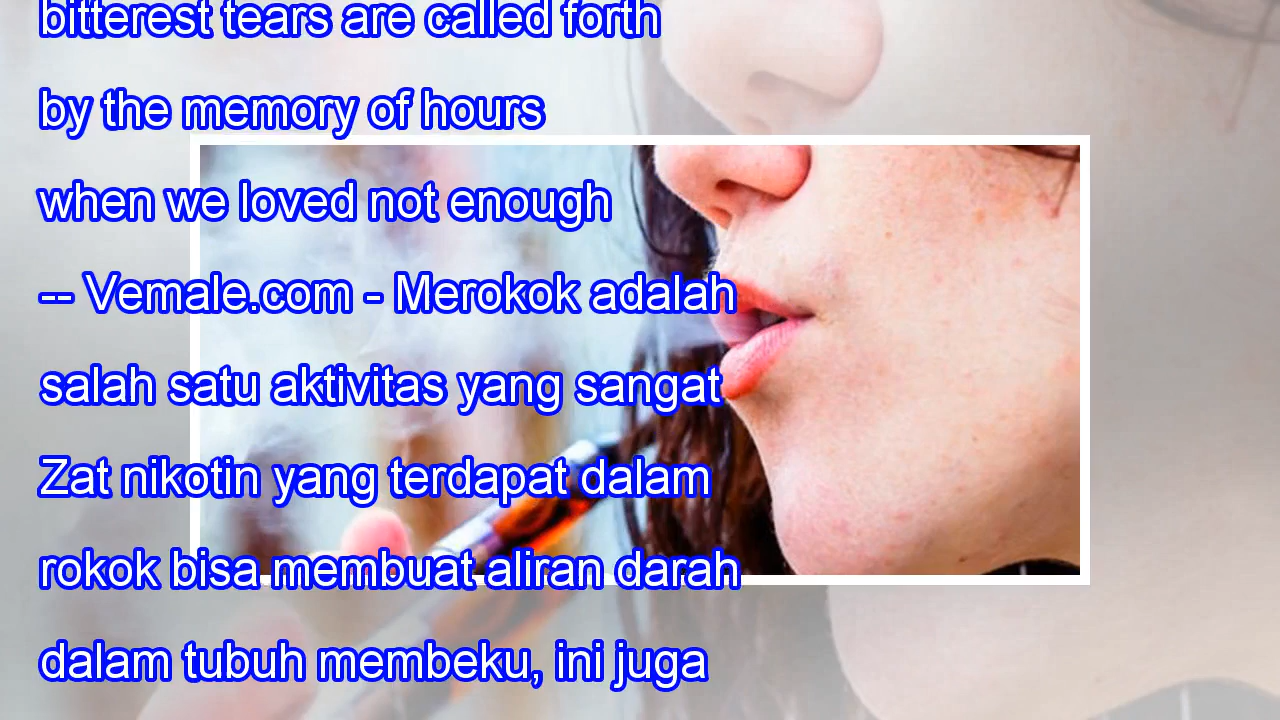 bitterest tears are called forth
by the memory of hours
when we loved not enough
-- Vemale.com - Merokok adalah
salah satu aktivitas yang sangat
Zat nikotin yang terdapat dalam
rokok bisa membuat aliran darah
dalam tubuh membeku, ini juga